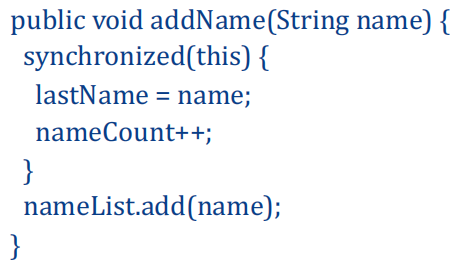 public void addName(String name) {
synchronized(this) {
lastName = name;
nameCount++;
}
nameList.add(name);
}